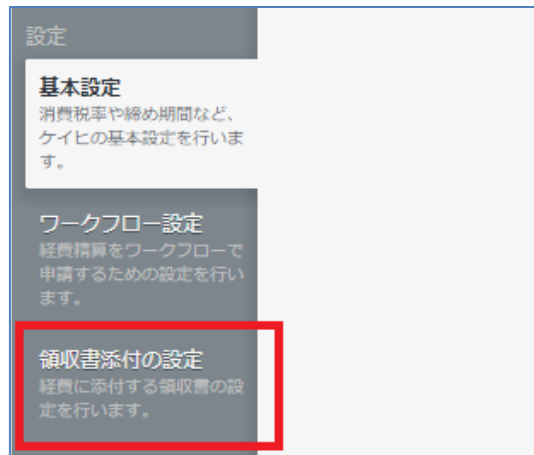 設定
基本設定
消費税率や締め期間など、
ケイヒの基本設定を行いま
す。
ワークフロー設定
経費精算をワークフローで
申請するための設定を行い
ます。
領収書添付の設定
経費に添付する領収書の設
定を行います。